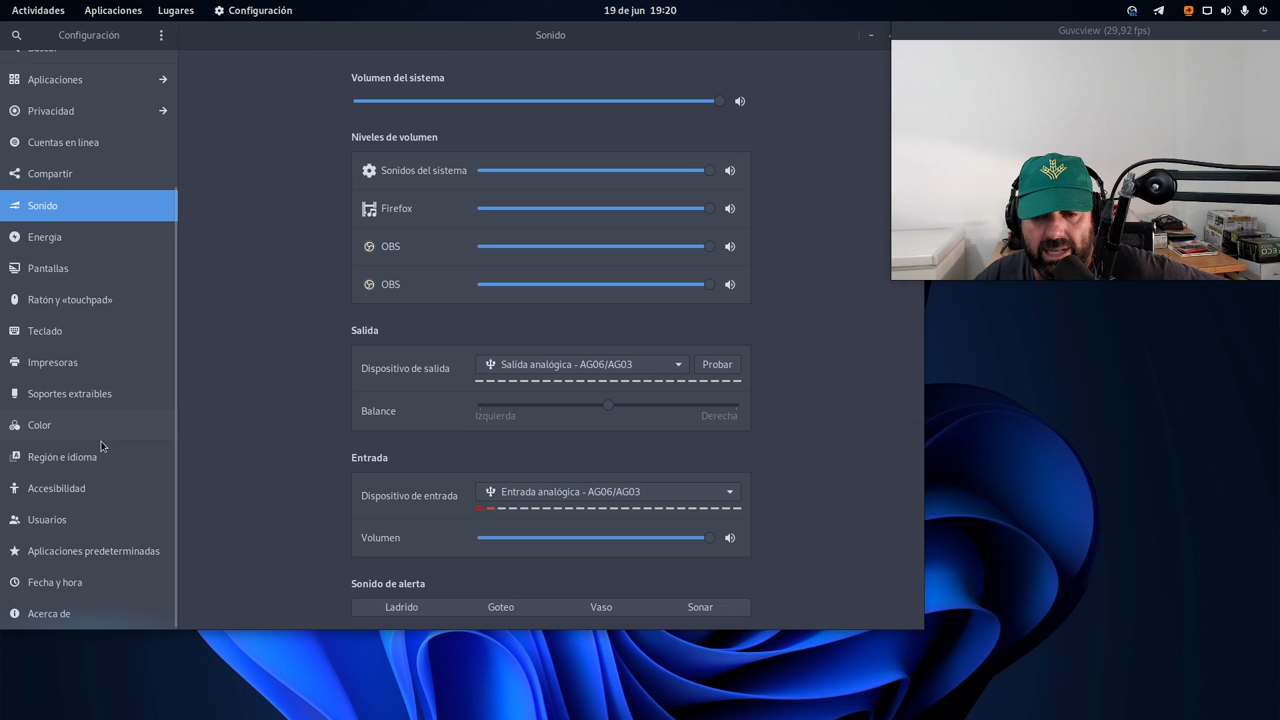 Actividades Aplicaciones Lugares Configuración 19 de jun 19:20
Configuración
Sonido
Guvcview (29,92 fps)
Buscar
Aplicaciones
Privacidad
Cuentas en línea
Compartir
Sonido
Energía
Pantallas
Ratón y «touchpad»
Teclado
Impresoras
Soportes extraíbles
Color
Región e idioma
Accesibilidad
Usuarios
Aplicaciones predeterminadas
Fecha y hora
Acerca de
Volumen del sistema
Niveles de volumen
Sonidos del sistema
Firefox
OBS
OBS
Salida
Dispositivo de salida Salida analógica - AG06/AG03 Probar
Balance
Izquierda Derecha
Entrada
Dispositivo de entrada Entrada analógica - AG06/AG03
Volumen
Sonido de alerta
Ladrido Goteo Vaso Sonar